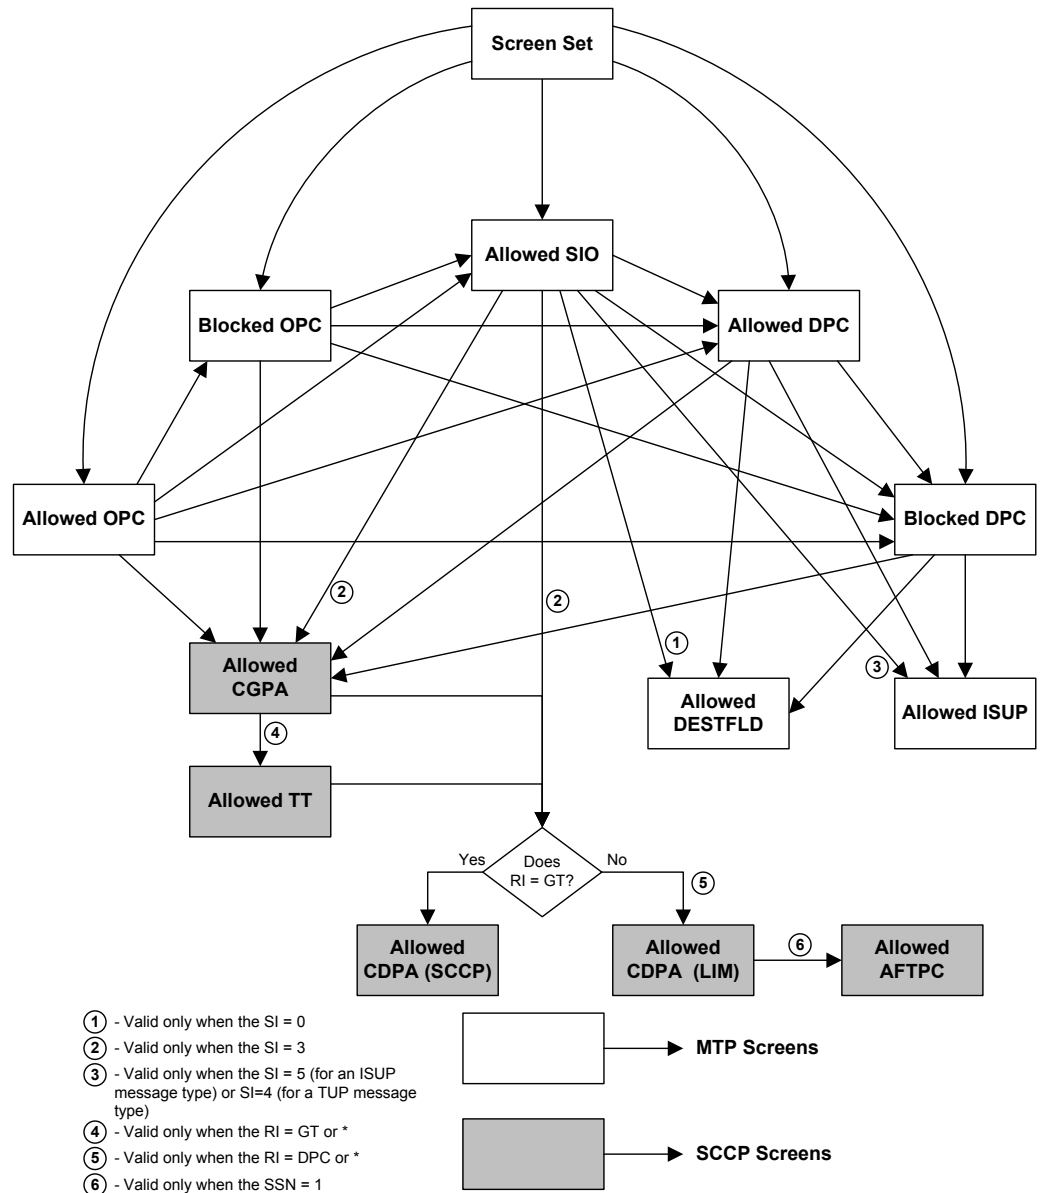 Screen Set
Allowed SIO
Blocked OPC
Allowed DPC
Allowed OPC
Blocked DPC
2
2
1
3
Allowed
CGPA
Allowed
DESTFLD
Allowed ISUP
4
Allowed TT
Yes
Does
RI = GT?
No
5
Allowed
CDPA (SCCP)
Allowed
CDPA (LIM)
6
Allowed
AFTPC
1 - Valid only when the SI = 0
2 - Valid only when the SI = 3
3 - Valid only when the SI = 5 (for an ISUP
message type) or SI=4 (for a TUP message
type)
4 - Valid only when the RI = GT or *
5 - Valid only when the RI = DPC or *
6 - Valid only when the SSN = 1
MTP Screens
SCCP Screens